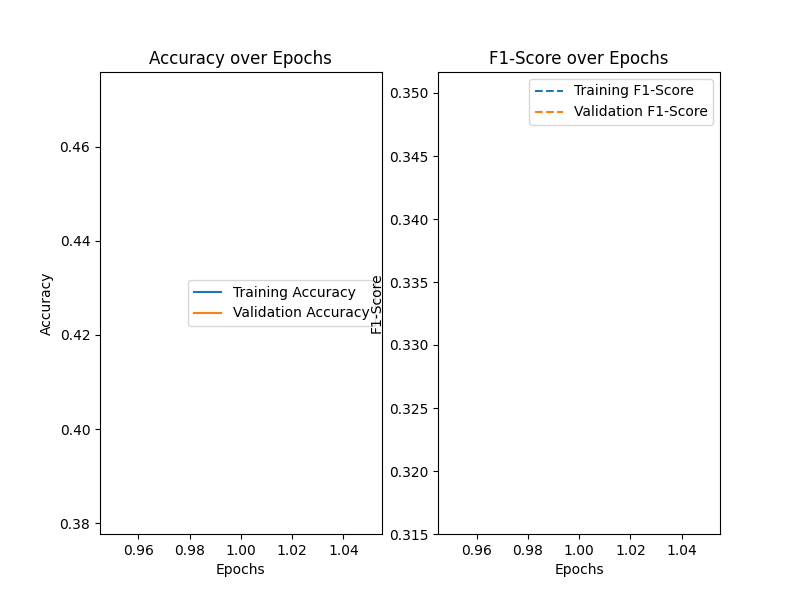 Accuracy over Epochs
0.46
0.44
0.42
0.40
0.38
Accuracy
Training Accuracy
Validation Accuracy
0.96 0.98 1.00 1.02 1.04
Epochs
F1-Score over Epochs
0.350
0.345
0.340
0.335
0.330
0.325
0.320
0.315
F1-Score
Training F1-Score
Validation F1-Score
0.96 0.98 1.00 1.02 1.04
Epochs